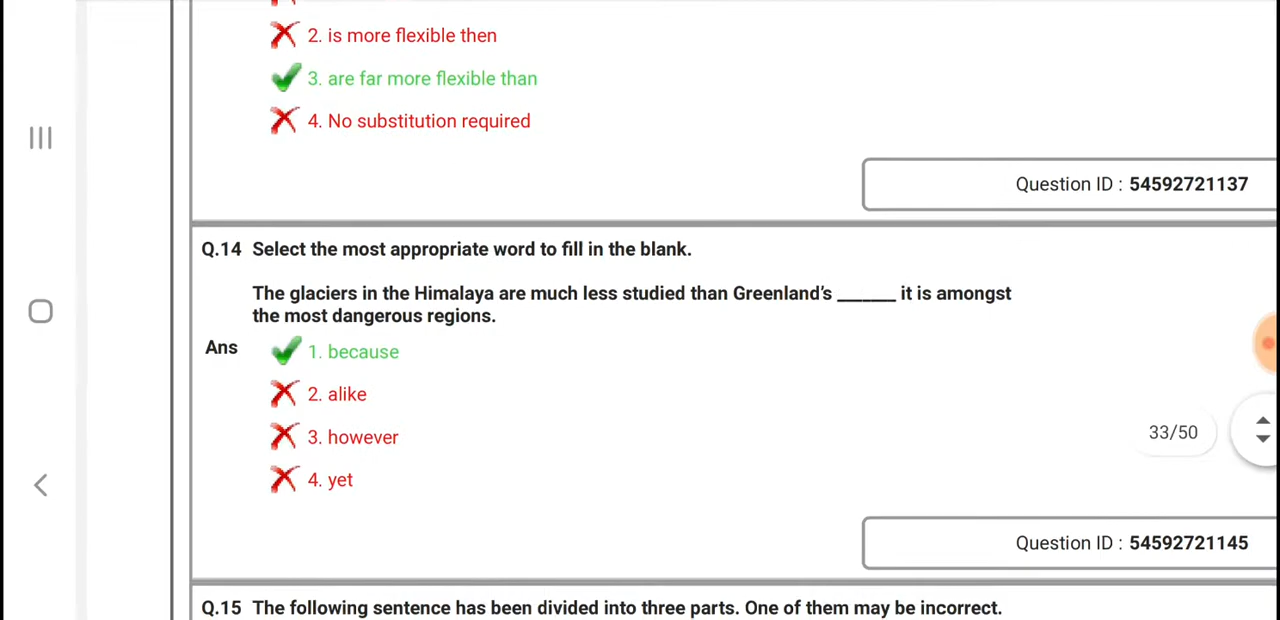 2. is more flexible then
3. are far more flexible than
4. No substitution required
Question ID : 54592721137
Q.14 Select the most appropriate word to fill in the blank.
The glaciers in the Himalaya are much less studied than Greenland's ______ it is amongst
the most dangerous regions.
Ans 1. because
2. alike
3. however
33/50
4. yet
Question ID : 54592721145
Q.15 The following sentence has been divided into three parts. One of them may be incorrect.